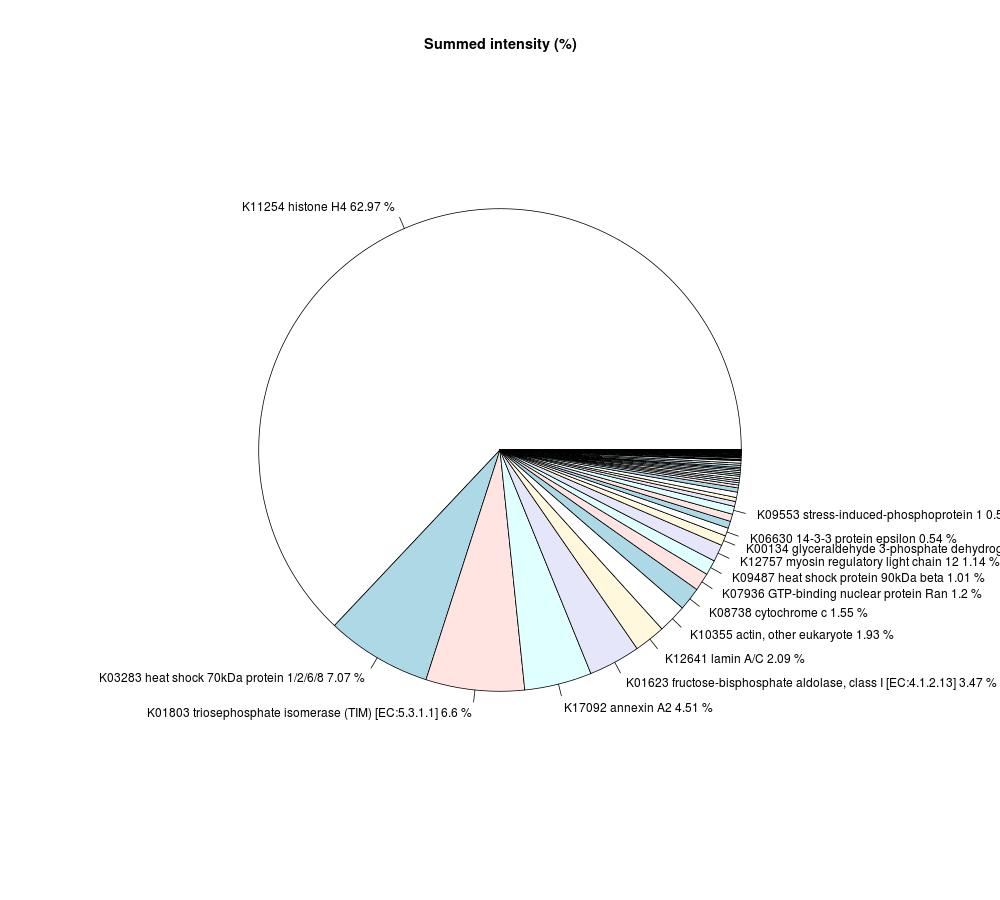 Summed intensity (%)
K11254 histone H4 62.97 %
K09553 stress-induced-phosphoprotein 1
K06630 14-3-3 protein epsilon 0.54 %
K00134 glyceraldehyde 3-phosphate
K12757 myosin regulatory light chain 12 1.14 %
K09487 heat shock protein 90kDa beta 1.01 %
K07936 GTP-binding nuclear protein Ran 1.2 %
K08738 cytochrome c 1.55 %
K10355 actin, other eukaryote 1.93 %
K12641 lamin A/C 2.09 %
K03283 heat shock 70kDa protein 1/2/6/8 7.07 %
K01623 fructose-bisphosphate aldolase, class I [EC:4.1.2.13] 3.47 %
K17092 annexin A2 4.51 %
K01803 triosephosphate isomerase (TIM) [EC:5.3.1.1] 6.6 %